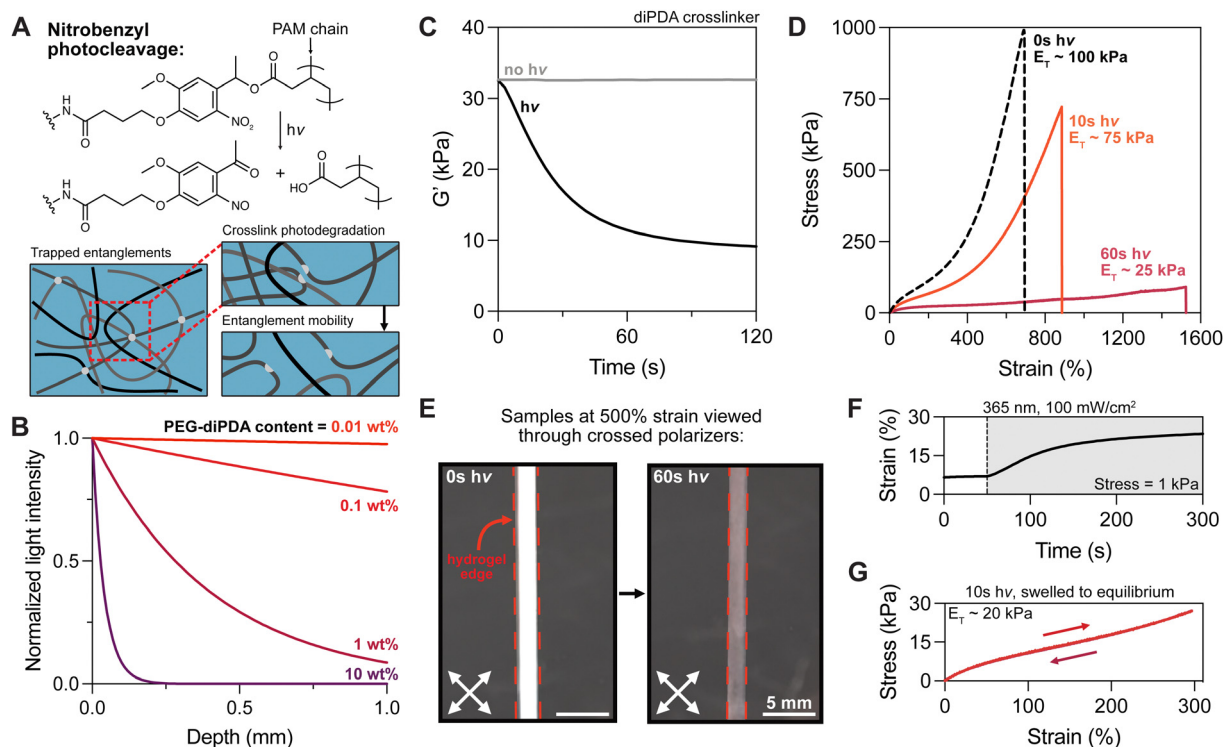 A
Nitrobenzyl
photocleavage:
PAM chain
O
O
O
N
H
O
O
NO2
hν
O
O
N
H
O
O
NO
+
HO
O
Trapped entanglements
Crosslink photodegradation
Entanglement mobility
B
PEG-diPDA content = 0.01 wt%
0.1 wt%
1 wt%
10 wt%
Normalized light intensity
1.0
0.5
0.0
0.0
0.5
1.0
Depth (mm)
C
diPDA crosslinker
no hν
hν
G' (kPa)
40
30
20
10
0
0
60
120
Time (s)
D
0s hν
ET ~ 100 kPa
10s hν
ET ~ 75 kPa
60s hν
ET ~ 25 kPa
Stress (kPa)
1000
750
500
250
0
0
400
800
1200
1600
Strain (%)
E
Samples at 500% strain viewed
through crossed polarizers:
0s hν
hydrogel
edge
60s hν
5 mm
F
365 nm, 100 mW/cm²
Stress = 1 kPa
Strain (%)
30
15
0
0
100
200
300
Time (s)
G
10s hν, swelled to equilibrium
ET ~ 20 kPa
Stress (kPa)
30
15
0
0
100
200
300
Strain (%)